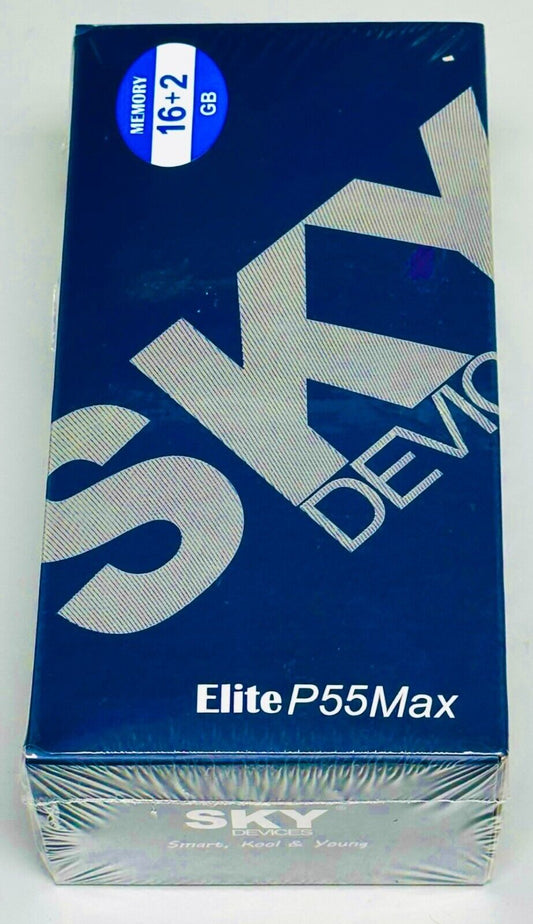 MEMORY
16+2
GB
SKY
DEVIC
Elite P55Max
SKY®
DEVICES
Smart, Kool & Young